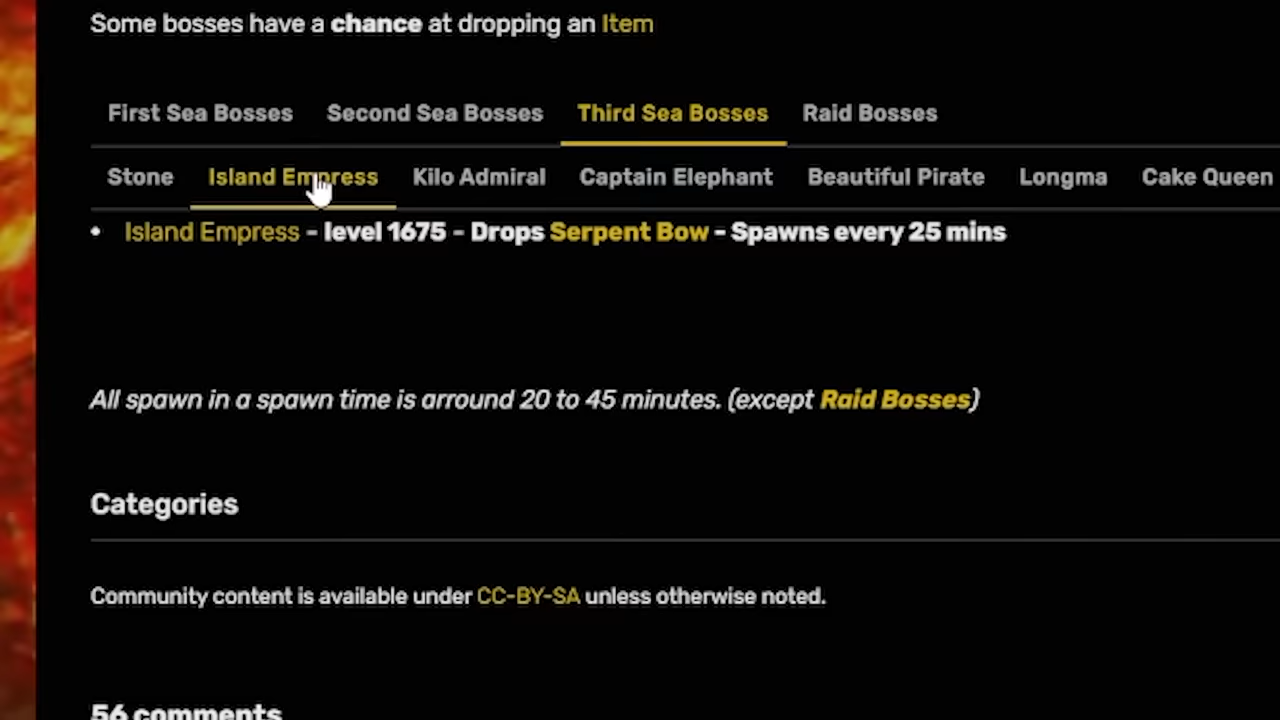 Some bosses have a chance at dropping an Item
First Sea Bosses Second Sea Bosses Third Sea Bosses Raid Bosses
Stone Island Empress Kilo Admiral Captain Elephant Beautiful Pirate Longma Cake Queen
• Island Empress - level 1675 - Drops Serpent Bow - Spawns every 25 mins
All spawn in a spawn time is arround 20 to 45 minutes. (except Raid Bosses)
Categories
Community content is available under CC-BY-SA unless otherwise noted.
56 comments